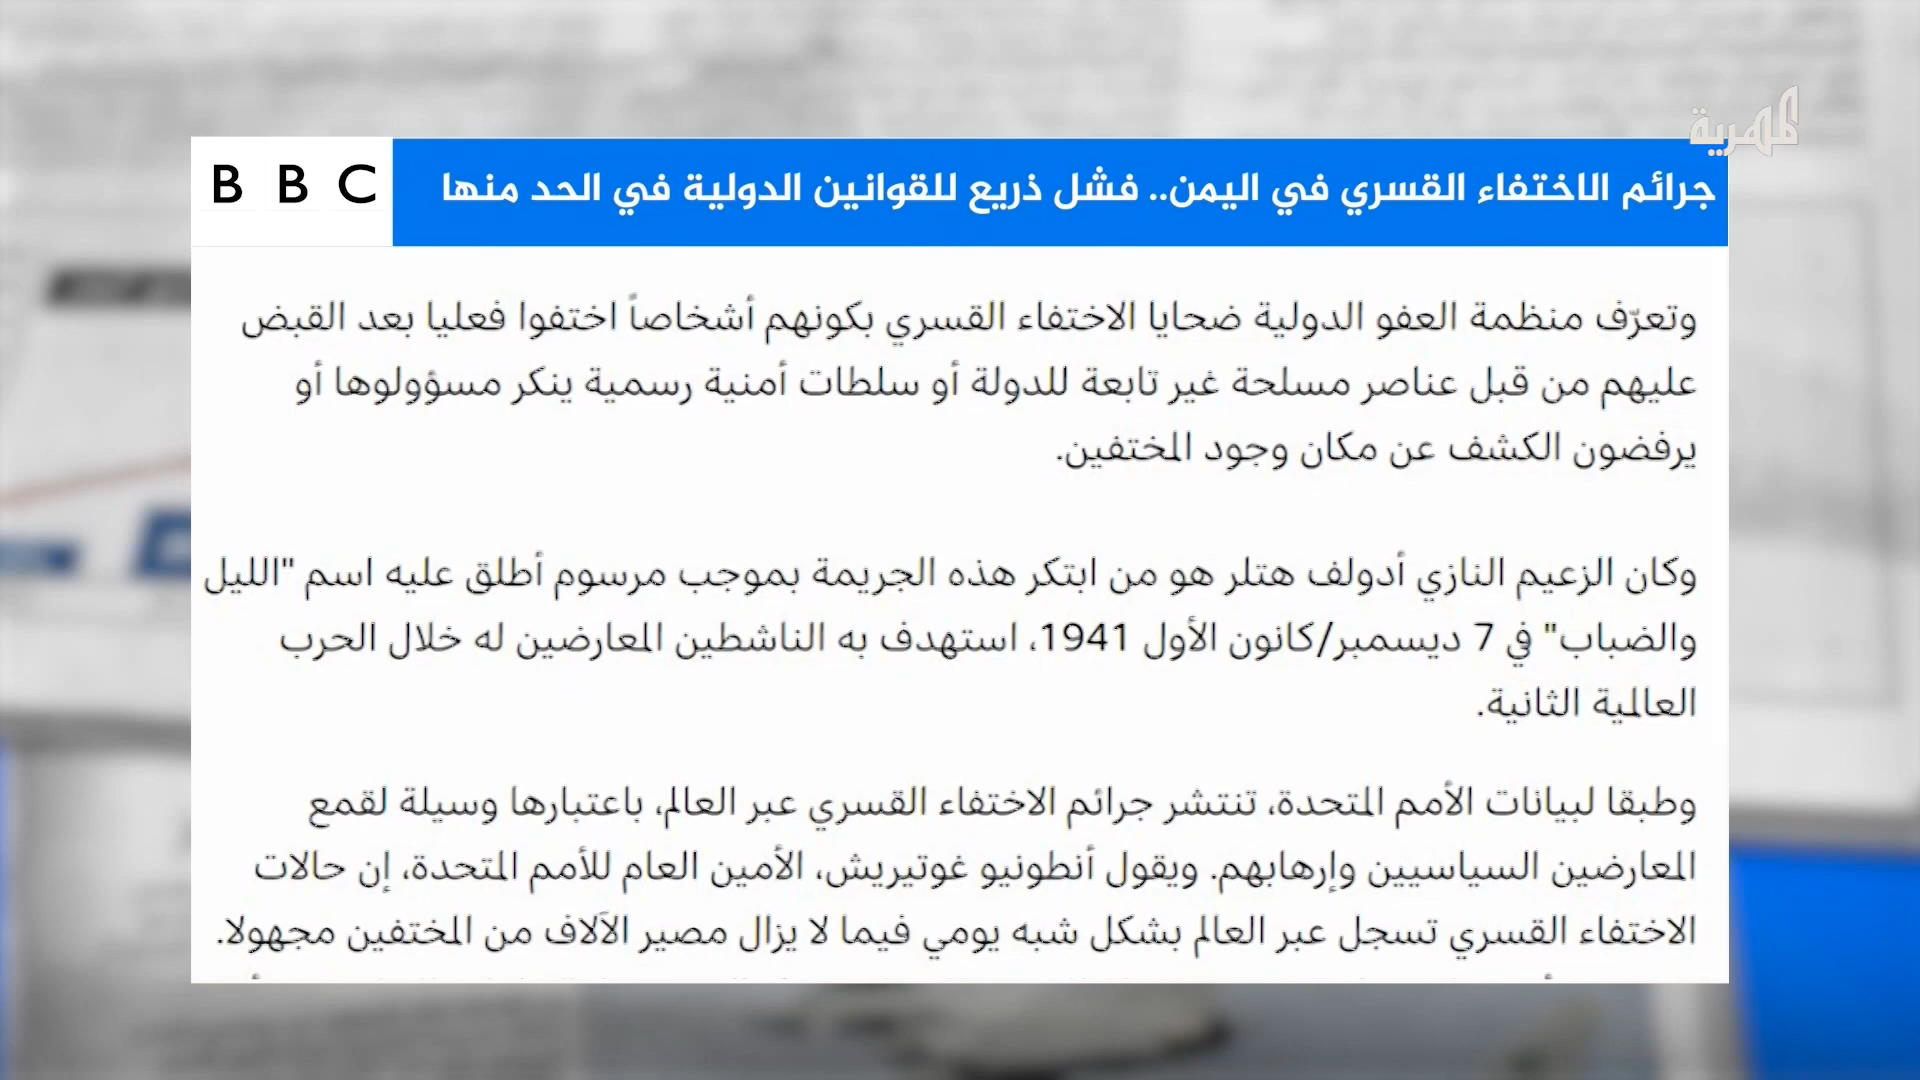 المهرية
BBC
جرائم الاختفاء القسري في اليمن.. فشل ذريع للقوانين الدولية في الحد منها
وتعرّف منظمة العفو الدولية ضحايا الاختفاء القسري بكونهم أشخاصاً اختفوا فعليا بعد القبض
عليهم من قبل عناصر مسلحة غير تابعة للدولة أو سلطات أمنية رسمية ينكر مسؤولوها أو
يرفضون الكشف عن مكان وجود المختفين.
وكان الزعيم النازي أدولف هتلر هو من ابتكر هذه الجريمة بموجب مرسوم أطلق عليه اسم "الليل
والضباب" في 7 ديسمبر/كانون الأول 1941، استهدف به الناشطين المعارضين له خلال الحرب
العالمية الثانية.
وطبقا لبيانات الأمم المتحدة، تنتشر جرائم الاختفاء القسري عبر العالم، باعتبارها وسيلة لقمع
المعارضين السياسيين وإرهابهم. ويقول أنطونيو غوتيريش، الأمين العام للأمم المتحدة، إن حالات
الاختفاء القسري تسجل عبر العالم بشكل شبه يومي فيما لا يزال مصير الآلاف من المختفين مجهولا.